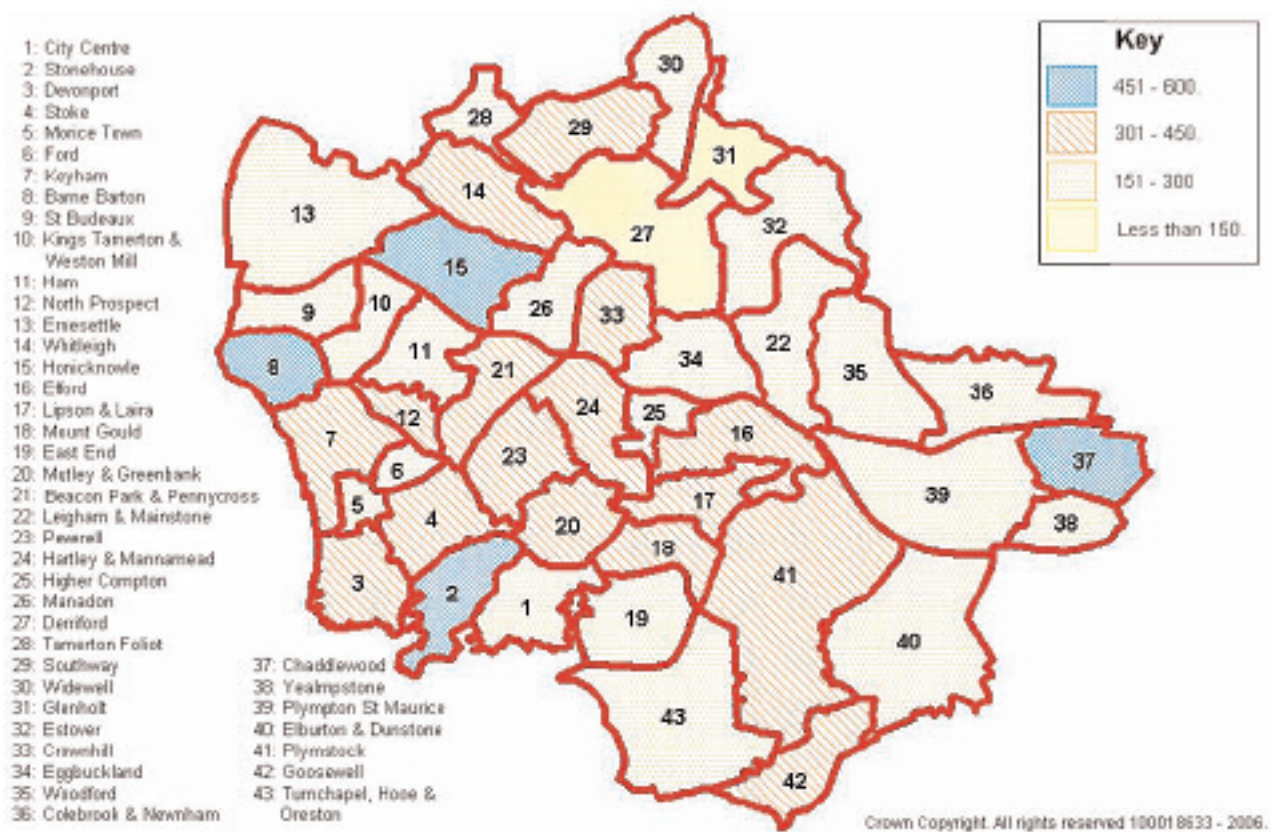 1: City Centre
2: Stonehouse
3: Devonport
4: Stoke
5: Morice Town
6: Ford
7: Keyham
8: Barne Barton
9: St Budeaux
10: Kings Tamerton &
Weston Mill
11: Ham
12: North Prospect
13: Ernesettle
14: Whitleigh
15: Honicknowle
16: Efford
17: Lipson & Laira
18: Mount Gould
19: East End
20: Mutley & Greenbank
21: Beacon Park & Pennycross
22: Leigham & Mainstone
23: Peverell
24: Hartley & Mannamead
25: Higher Compton
26: Manadon
27: Derriford
28: Tamerton Foliot
29: Southway
30: Widewell
31: Glenholt
32: Estover
33: Crownhill
34: Eggbuckland
35: Woodford
36: Colebrook & Newnham
37: Chaddlewood
38: Yealmpstone
39: Plympton St Maurice
40: Elburton & Dunstone
41: Plymstock
42: Goosewell
43: Turnchapel, Hooe &
Oreston
Key
451 - 600.
301 - 450.
151 - 300
Less than 150.
30
28
29
31
14
13
27
32
15
10
26
9
33
11
34
22
8
21
35
36
24
25
12
7
16
23
37
6
39
5
17
4
20
38
18
3
41
2
1
19
40
43
42
Crown Copyright. All rights reserved 100018633 - 2006.